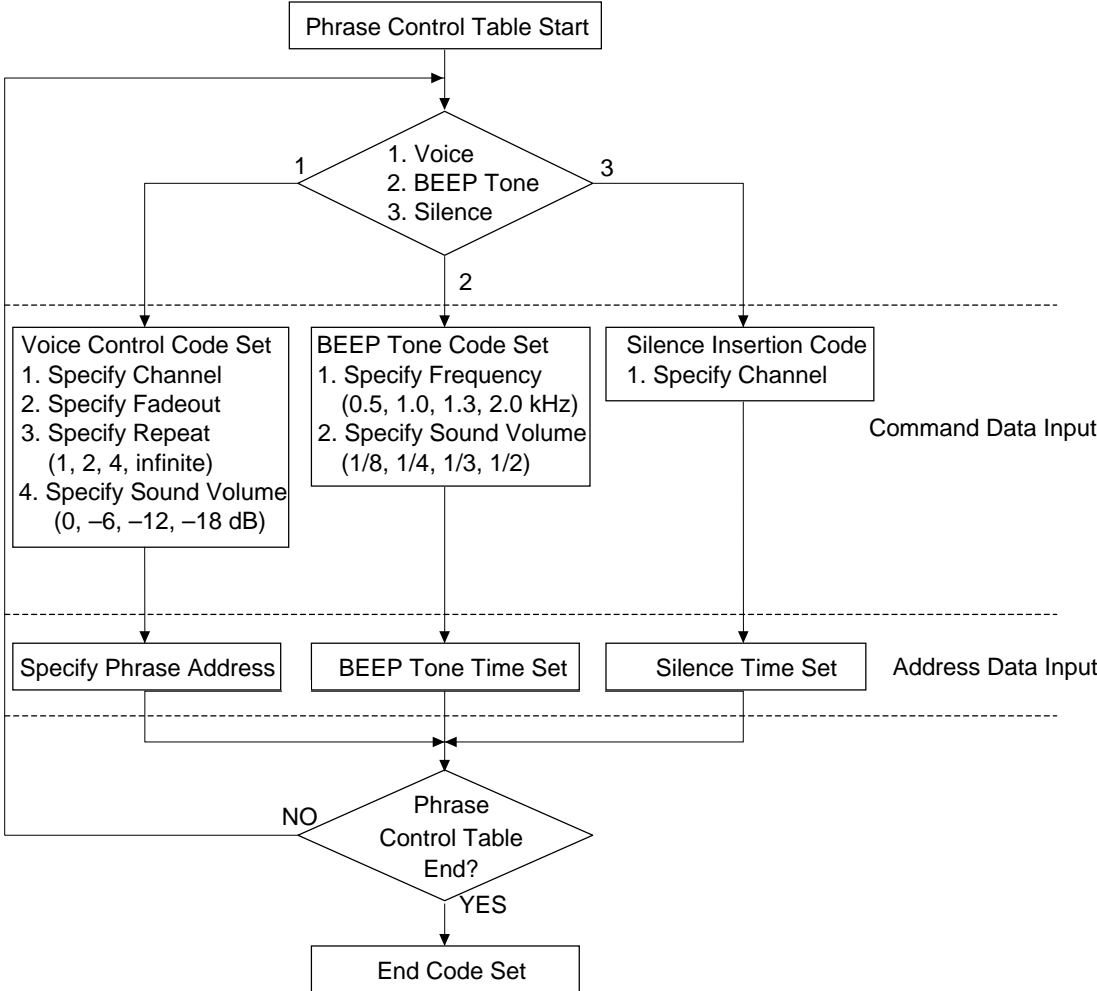 Phrase Control Table Start
1. Voice
2. BEEP Tone
3. Silence
1
3
2
Voice Control Code Set
1. Specify Channel
2. Specify Fadeout
3. Specify Repeat
(1, 2, 4, infinite)
4. Specify Sound Volume
(0, –6, –12, –18 dB)
BEEP Tone Code Set
1. Specify Frequency
(0.5, 1.0, 1.3, 2.0 kHz)
2. Specify Sound Volume
(1/8, 1/4, 1/3, 1/2)
Silence Insertion Code
1. Specify Channel
Command Data Input
Specify Phrase Address
BEEP Tone Time Set
Silence Time Set
Address Data Input
Phrase
Control Table
End?
NO
YES
End Code Set